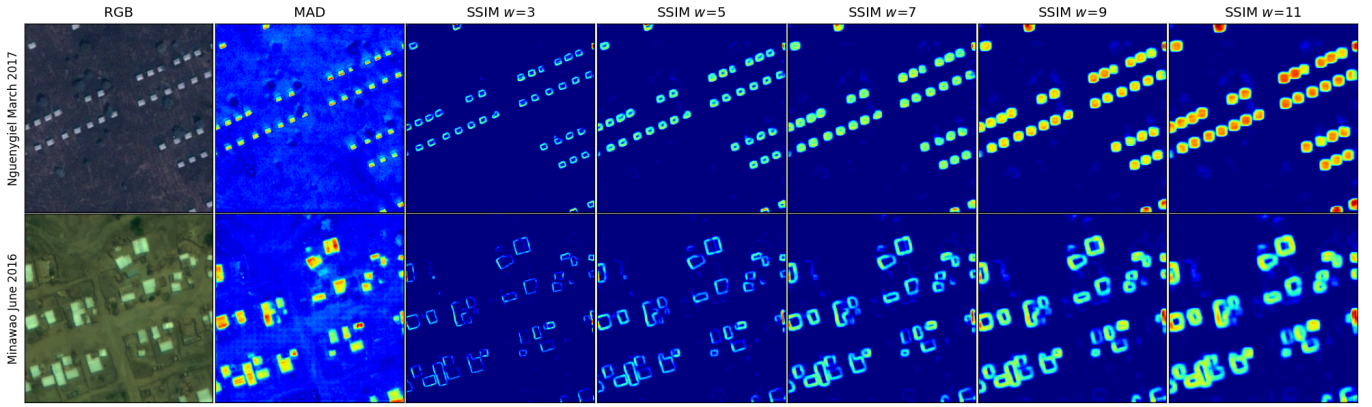 RGB
MAD
SSIM w=3
SSIM w=5
SSIM w=7
SSIM w=9
SSIM w=11
Nguenygiel March 2017
Minawao June 2016